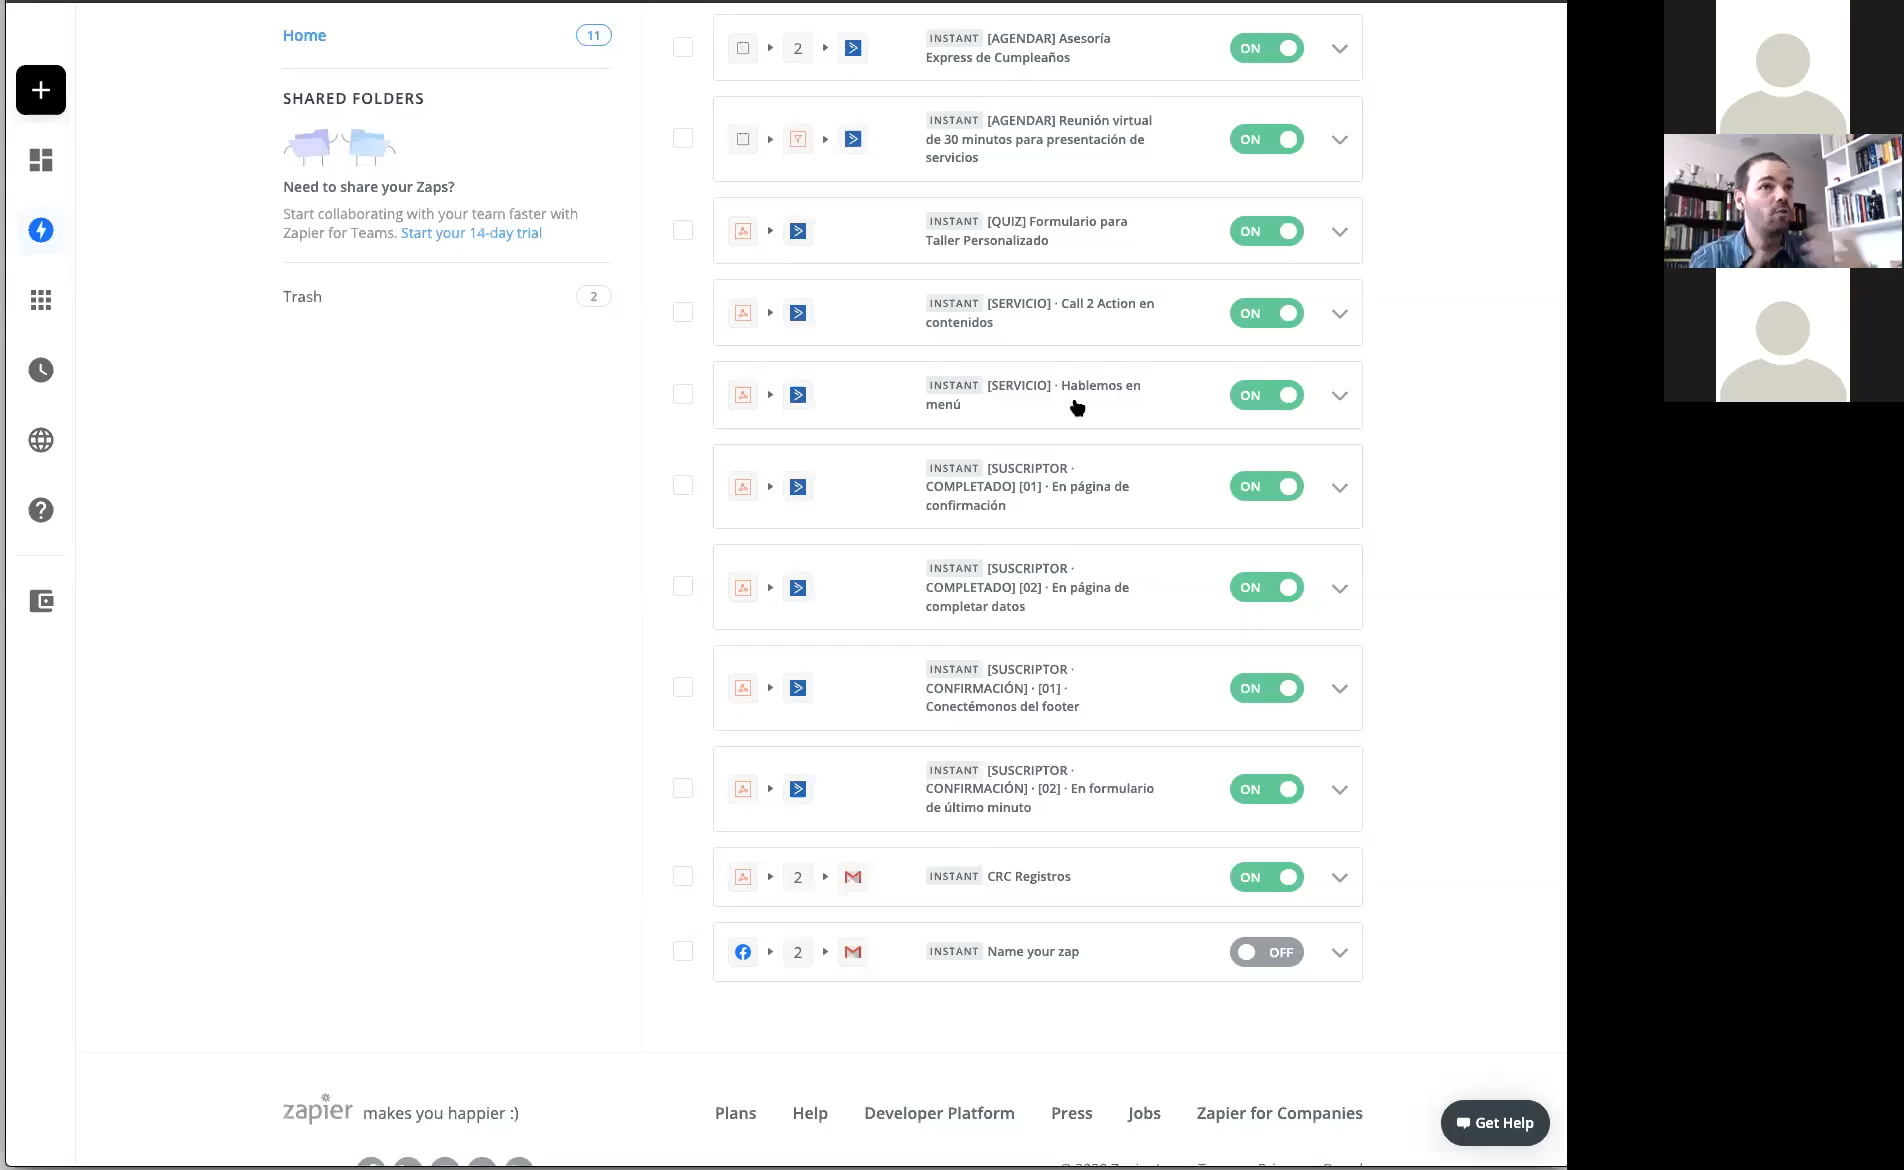 Home
11
SHARED FOLDERS
Need to share your Zaps?
Start collaborating with your team faster with
Zapier for Teams. Start your 14-day trial
Trash
2
2
INSTANT [AGENDAR] Asesoría
Express de Cumpleaños
ON
INSTANT [AGENDAR] Reunión virtual
de 30 minutos para presentación de
servicios
ON
INSTANT [QUIZ] Formulario para
Taller Personalizado
ON
INSTANT [SERVICIO] · Call 2 Action en
contenidos
ON
INSTANT [SERVICIO] · Hablemos en
menú
ON
INSTANT [SUSCRIPTOR ·
COMPLETADO] [01] · En página de
confirmación
ON
INSTANT [SUSCRIPTOR ·
COMPLETADO] [02] · En página de
completar datos
ON
INSTANT [SUSCRIPTOR ·
CONFIRMACIÓN] · [01] ·
Conectémonos del footer
ON
INSTANT [SUSCRIPTOR ·
CONFIRMACIÓN] · [02] · En formulario
de último minuto
ON
2
INSTANT CRC Registros
ON
2
INSTANT Name your zap
OFF
zapier makes you happier :)
Plans
Help
Developer Platform
Press
Jobs
Zapier for Companies
Get Help